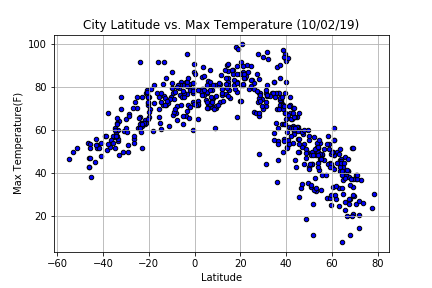 City Latitude vs. Max Temperature (10/02/19)
100
80
60
40
20
Max Temperature(F)
−60 −40 −20 0 20 40 60 80
Latitude